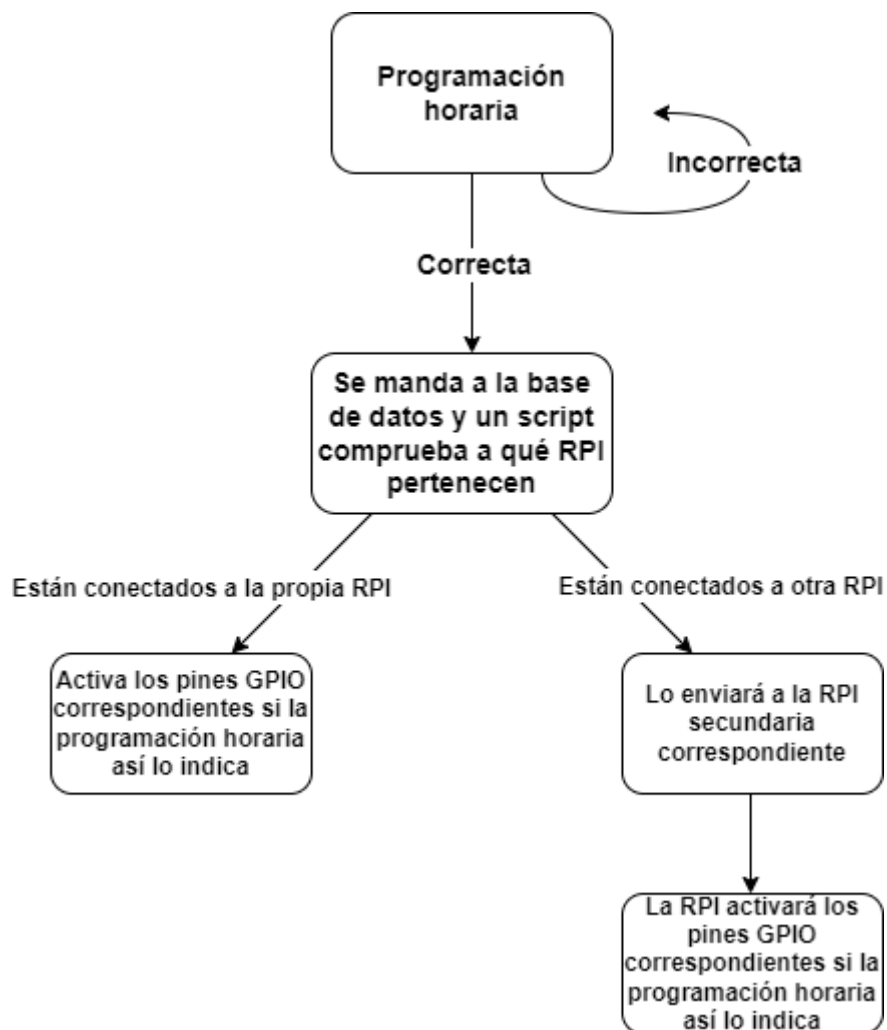 Programación
horaria
Incorrecta
Correcta
Se manda a la base
de datos y un script
comprueba a qué RPI
pertenecen
Están conectados a la propia RPI
Están conectados a otra RPI
Activa los pines GPIO
correspondientes si la
programación horaria
así lo indica
Lo enviará a la RPI
secundaria
correspondiente
La RPI activará los
pines GPIO
correspondientes si la
programación horaria
así lo indica